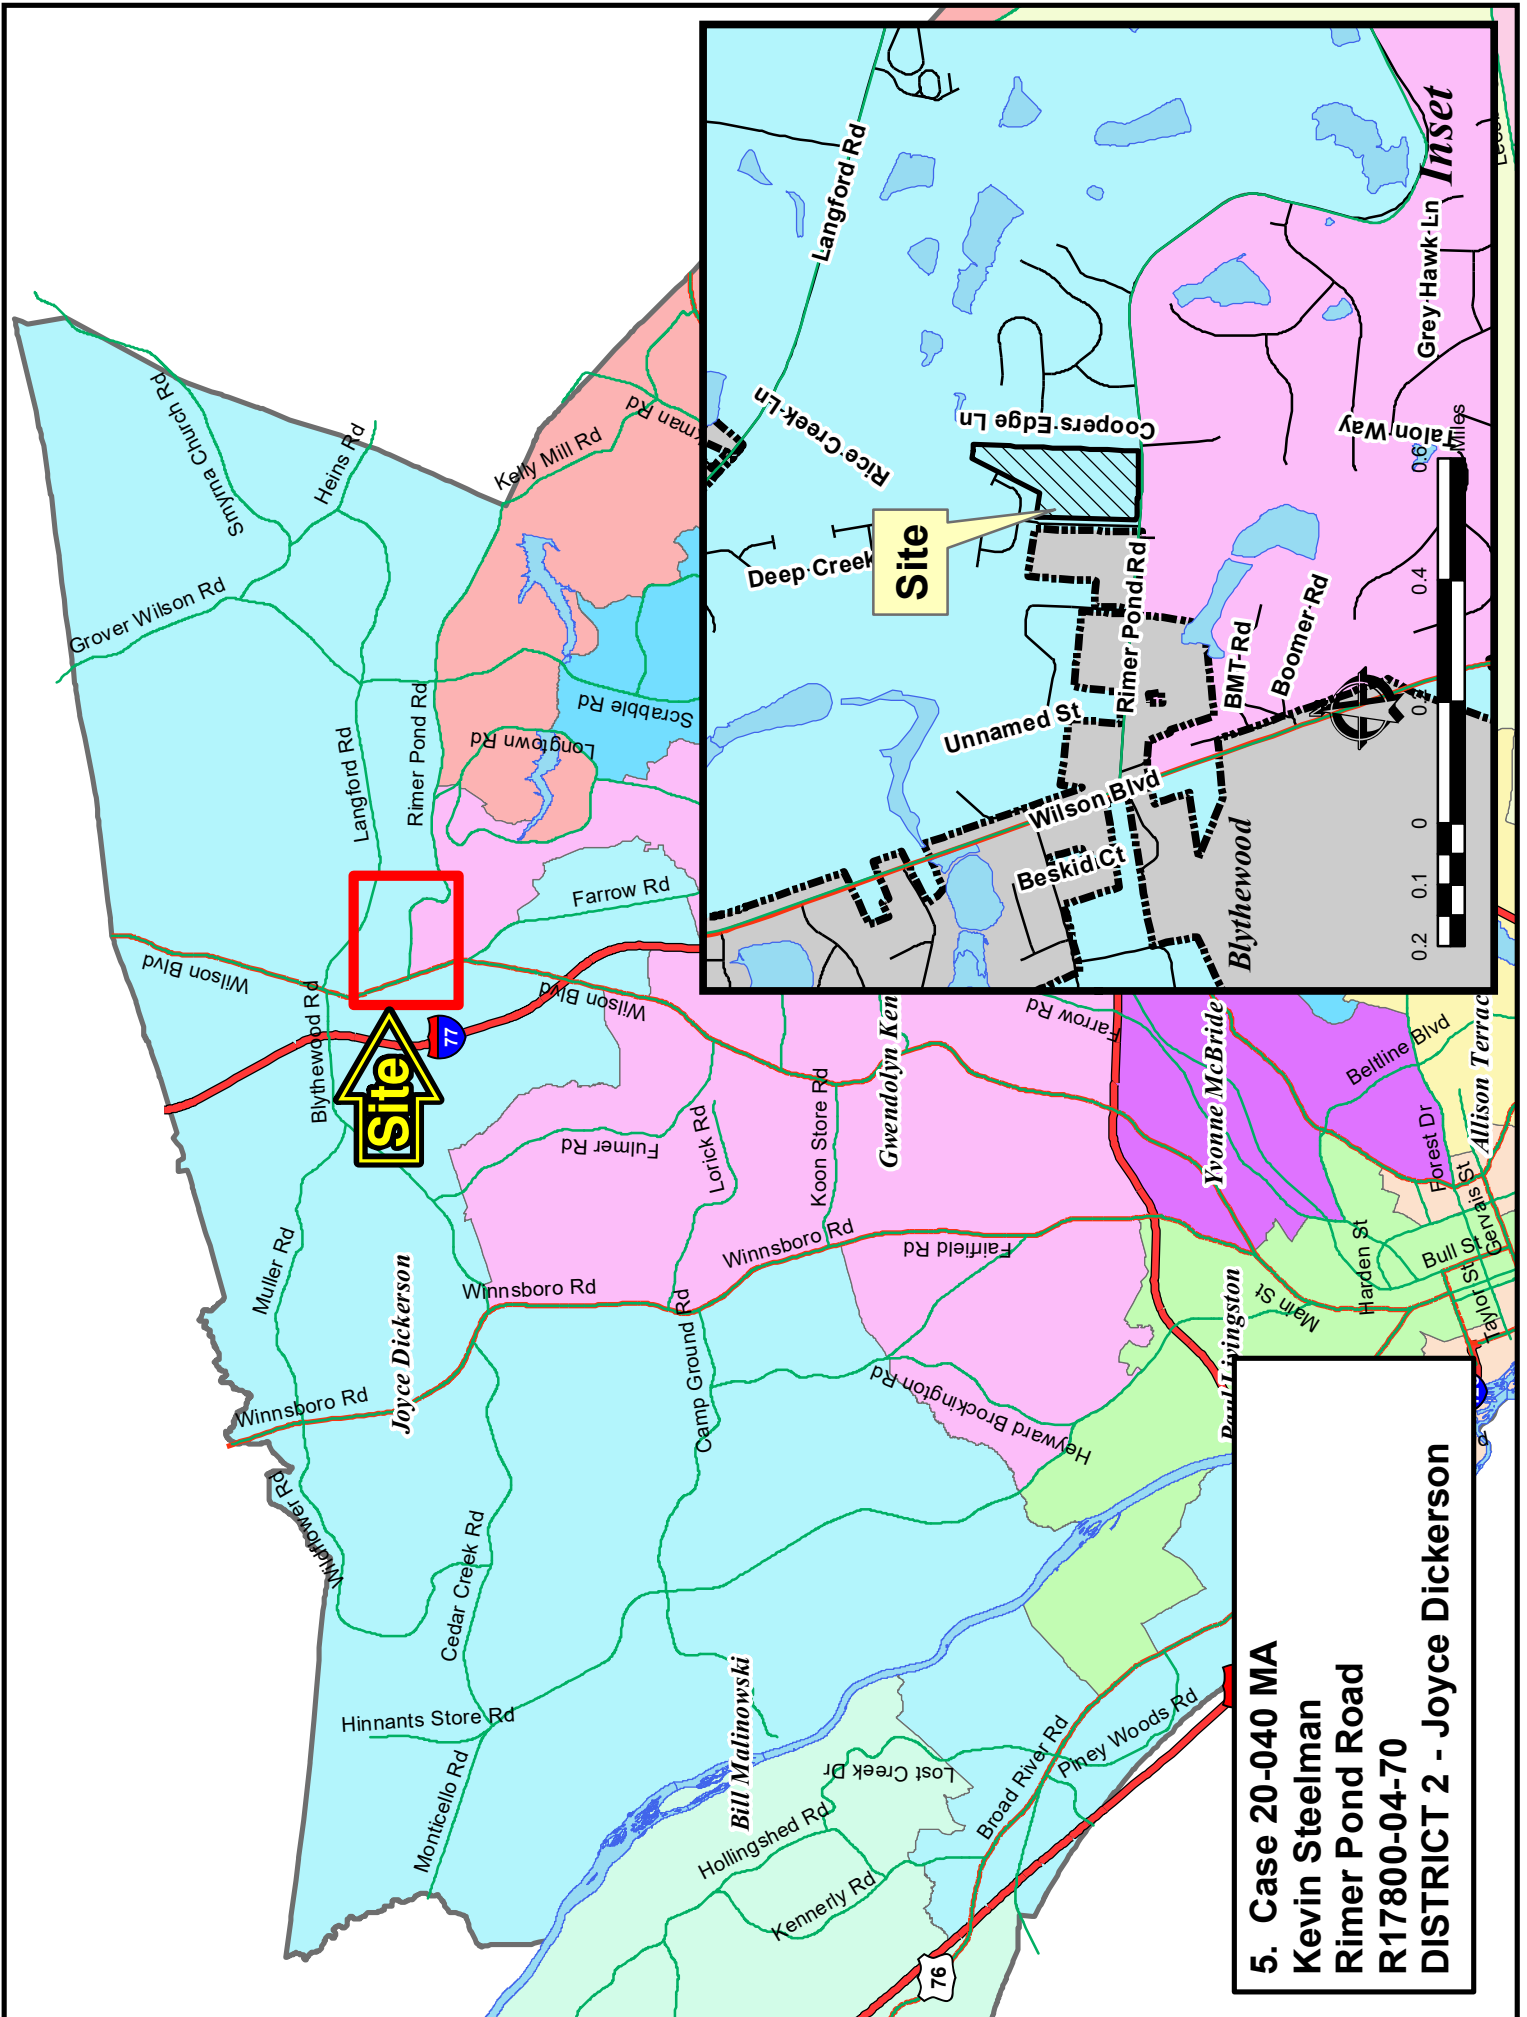 Smyrna Church Rd
Heins Rd
Grover Wilson Rd
Kelly Mill Rd
kman Rd
Langford Rd
Rimer Pond Rd
Longtown Rd
Scrabble Rd
Farrow Rd
Wilson Blvd
Wilson Blvd
Blythewood Rd
77
Site
Muller Rd
Fulmer Rd
Lorick Rd
Koon Store Rd
Gwendolyn Ken
Farrow Rd
Yvonne McBride
Beltline Blvd
Forest Dr
Allison Terrac
Joyce Dickerson
Winnsboro Rd
Winnsboro Rd
Winnsboro Rd
Fairfield Rd
Camp Ground Rd
Heyward Brockington Rd
Main St
Harden St
Bull St
Gervais St
Taylor St
Paul Livingston
Wildflower Rd
Cedar Creek Rd
Hinnants Store Rd
Monticello Rd
Bill Malinowski
Lost Creek Dr
Hollingshed Rd
Kennerly Rd
Broad River Rd
Piney Woods Rd
76
Inset
Langford Rd
Rice Creek Ln
Deep Creek
Site
Coopers Edge Ln
Grey Hawk Ln
Talon Way
Rimer Pond Rd
BMT Rd
Boomer Rd
Unnamed St
Wilson Blvd
Beskid Ct
Blythewood
0.2 0.1 0 0.4 0.6
Miles
5. Case 20-040 MA
Kevin Steelman
Rimer Pond Road
R17800-04-70
DISTRICT 2 - Joyce Dickerson